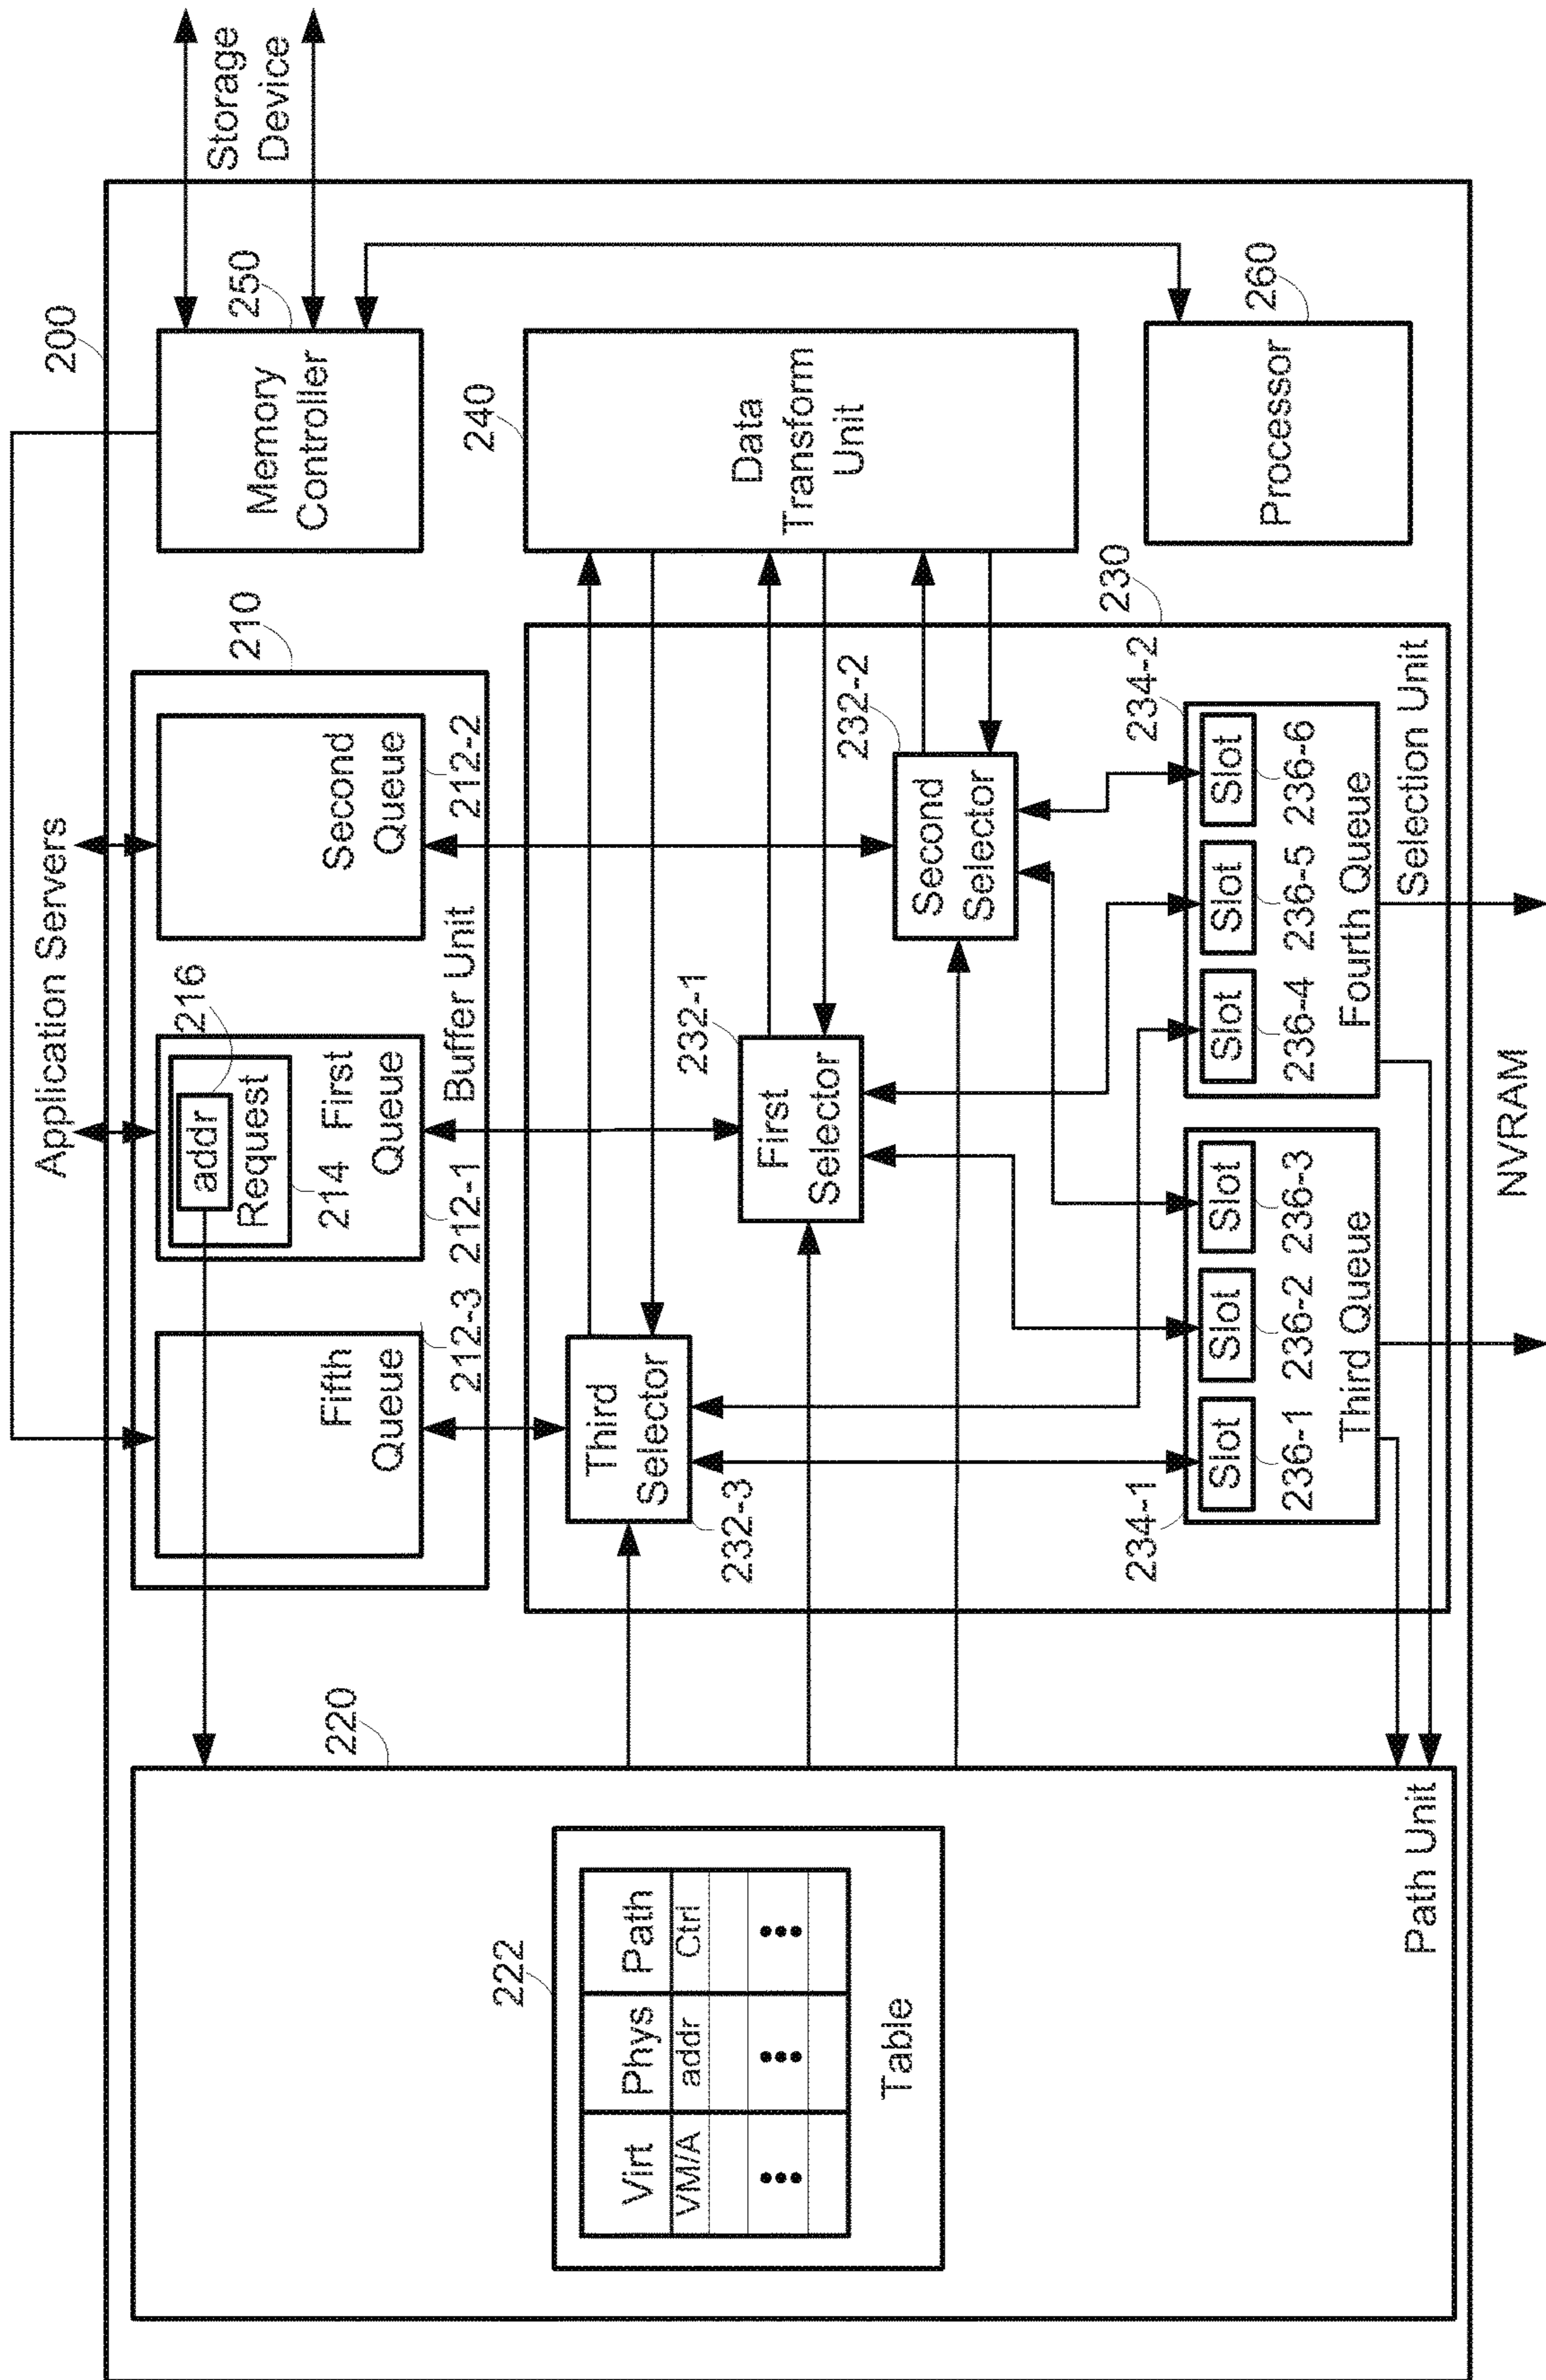 Application Servers
200
210
216
addr
Request
214
First
Queue
212-1
Second
Queue
212-2
Fifth
Queue
212-3
Buffer Unit
Memory
Controller
250
Storage
Device
220
222
Virt
Phys
Path
VM/A
addr
Ctrl
•••
•••
•••
Table
Path Unit
Third
Selector
232-3
First
Selector
232-1
Second
Selector
232-2
240
Data
Transform
Unit
230
234-1
Slot
Slot
Slot
236-1
236-2
236-3
Third Queue
234-2
Slot
Slot
Slot
236-4
236-5
236-6
Fourth Queue
Selection Unit
Processor
260
NVRAM